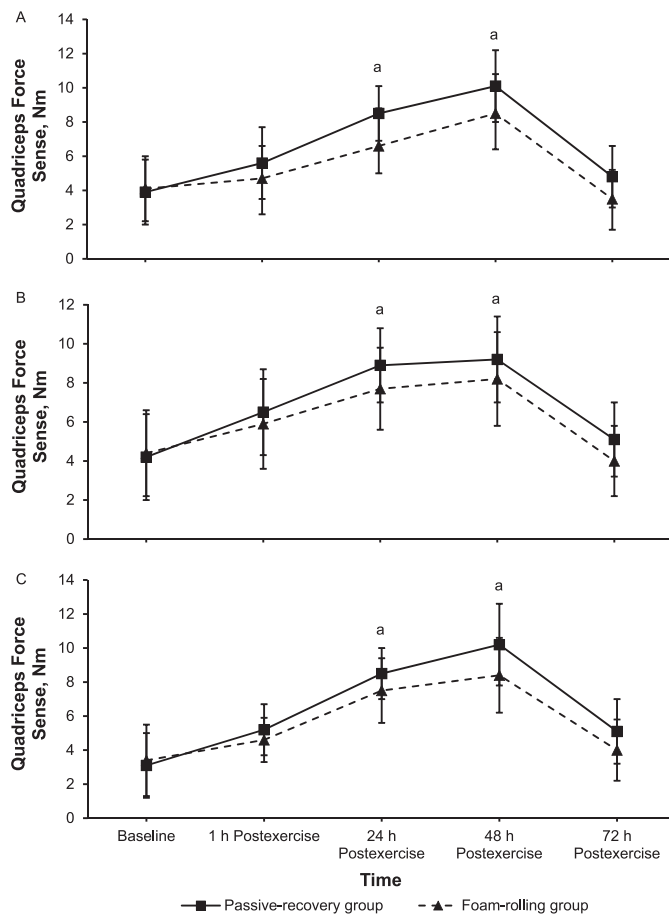 A
Quadriceps Force
Sense, Nm
14
12
10
8
6
4
2
0
a
a
B
Quadriceps Force
Sense, Nm
12
10
8
6
4
2
0
a
a
C
Quadriceps Force
Sense, Nm
14
12
10
8
6
4
2
0
a
a
Baseline
1 h Postexercise
24 h
Postexercise
48 h
Postexercise
72 h
Postexercise
Time
Passive-recovery group
Foam-rolling group